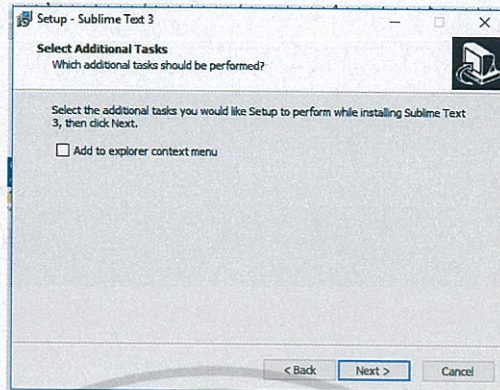 Setup - Sublime Text 3
Select Additional Tasks
Which additional tasks should be performed?
Select the additional tasks you would like Setup to perform while installing Sublime Text
3, then click Next.
Add to explorer context menu
< Back
Next >
Cancel